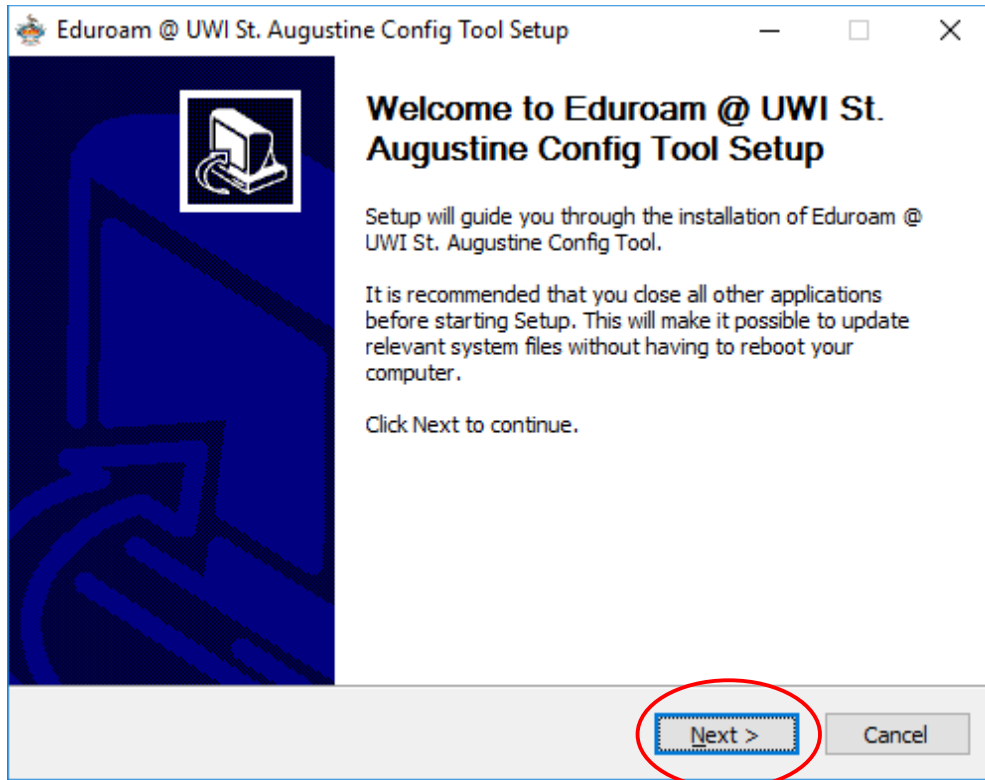 Eduroam @ UWI St. Augustine Config Tool Setup
Welcome to Eduroam @ UWI St.
Augustine Config Tool Setup
Setup will guide you through the installation of Eduroam @
UWI St. Augustine Config Tool.
It is recommended that you close all other applications
before starting Setup. This will make it possible to update
relevant system files without having to reboot your
computer.
Click Next to continue.
Next >
Cancel